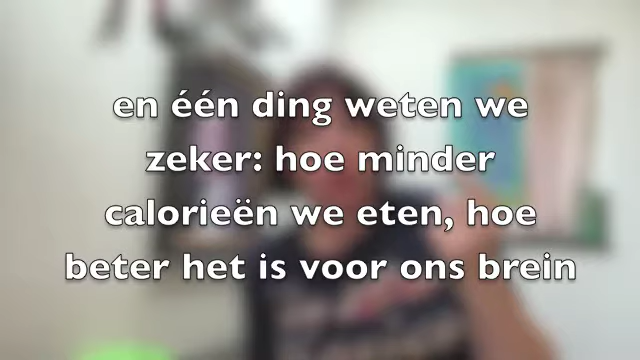 en één ding weten we
zeker: hoe minder
calorieën we eten, hoe
beter het is voor ons brein